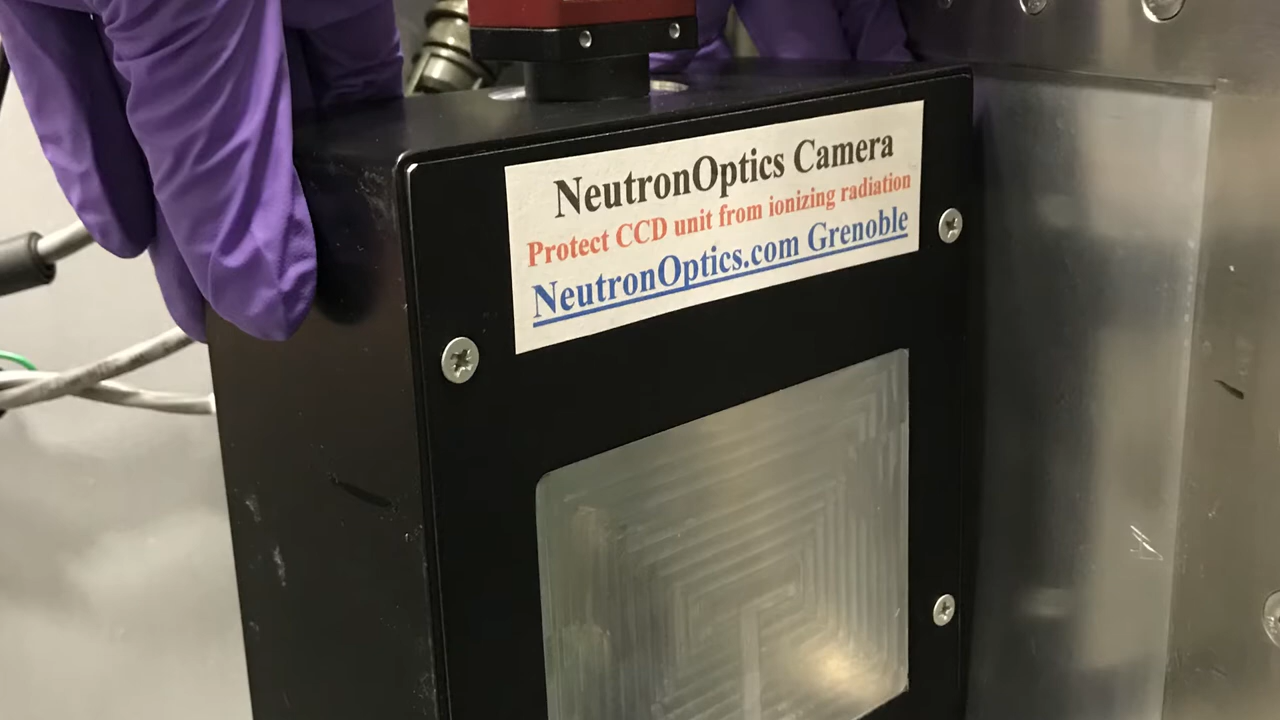 NeutronOptics Camera
Protect CCD unit from ionizing radiation
NeutronOptics.com Grenoble